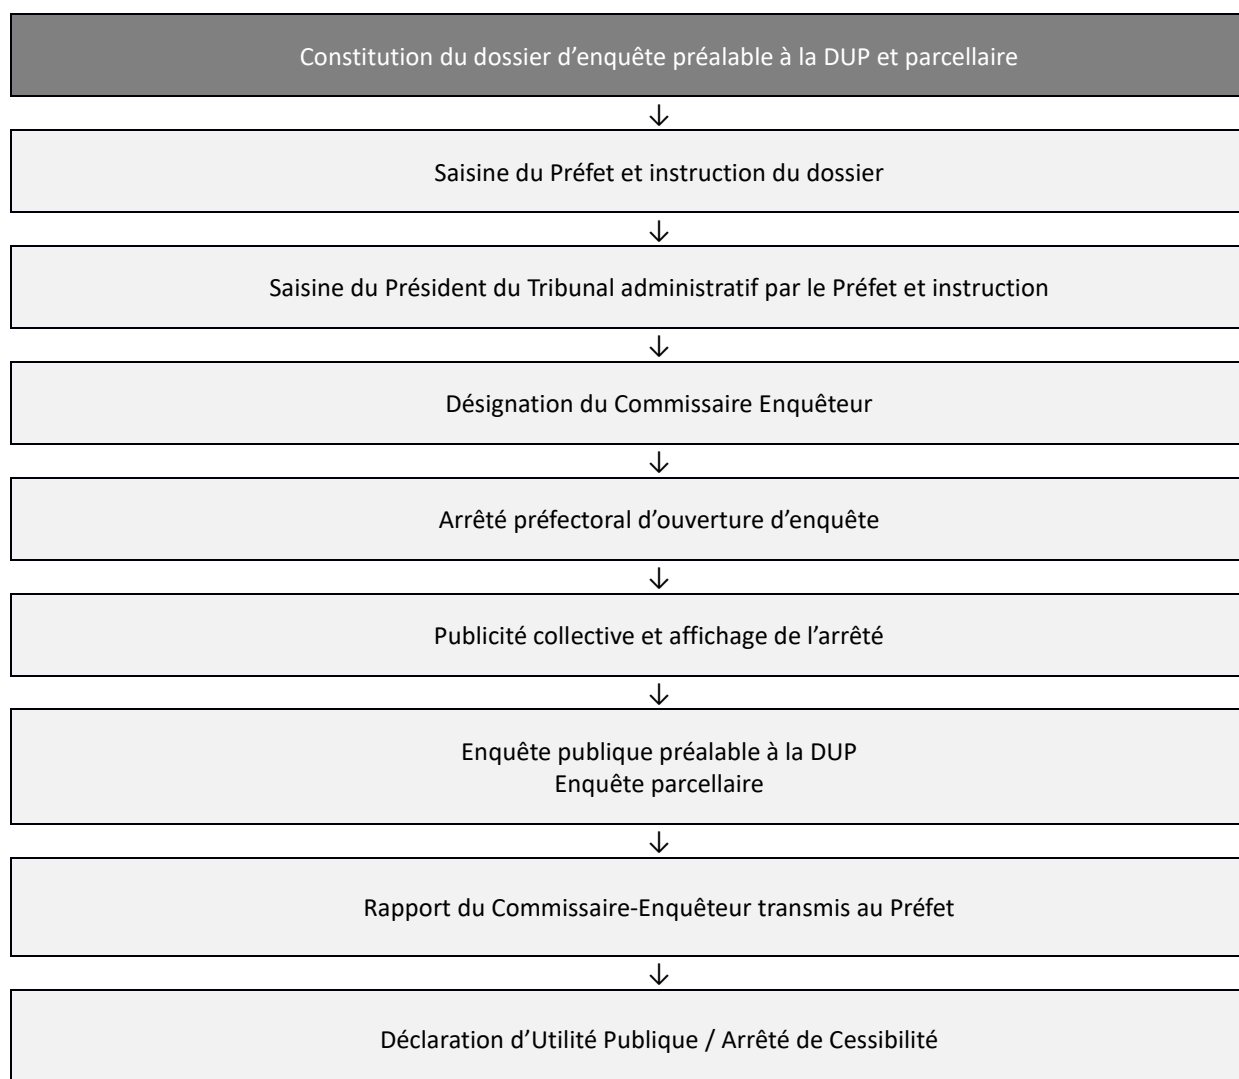 Constitution du dossier d’enquête préalable à la DUP et parcellaire
↓
Saisine du Préfet et instruction du dossier
↓
Saisine du Président du Tribunal administratif par le Préfet et instruction
↓
Désignation du Commissaire Enquêteur
↓
Arrêté préfectoral d’ouverture d’enquête
↓
Publicité collective et affichage de l’arrêté
↓
Enquête publique préalable à la DUP
Enquête parcellaire
↓
Rapport du Commissaire-Enquêteur transmis au Préfet
↓
Déclaration d’Utilité Publique / Arrêté de Cessibilité